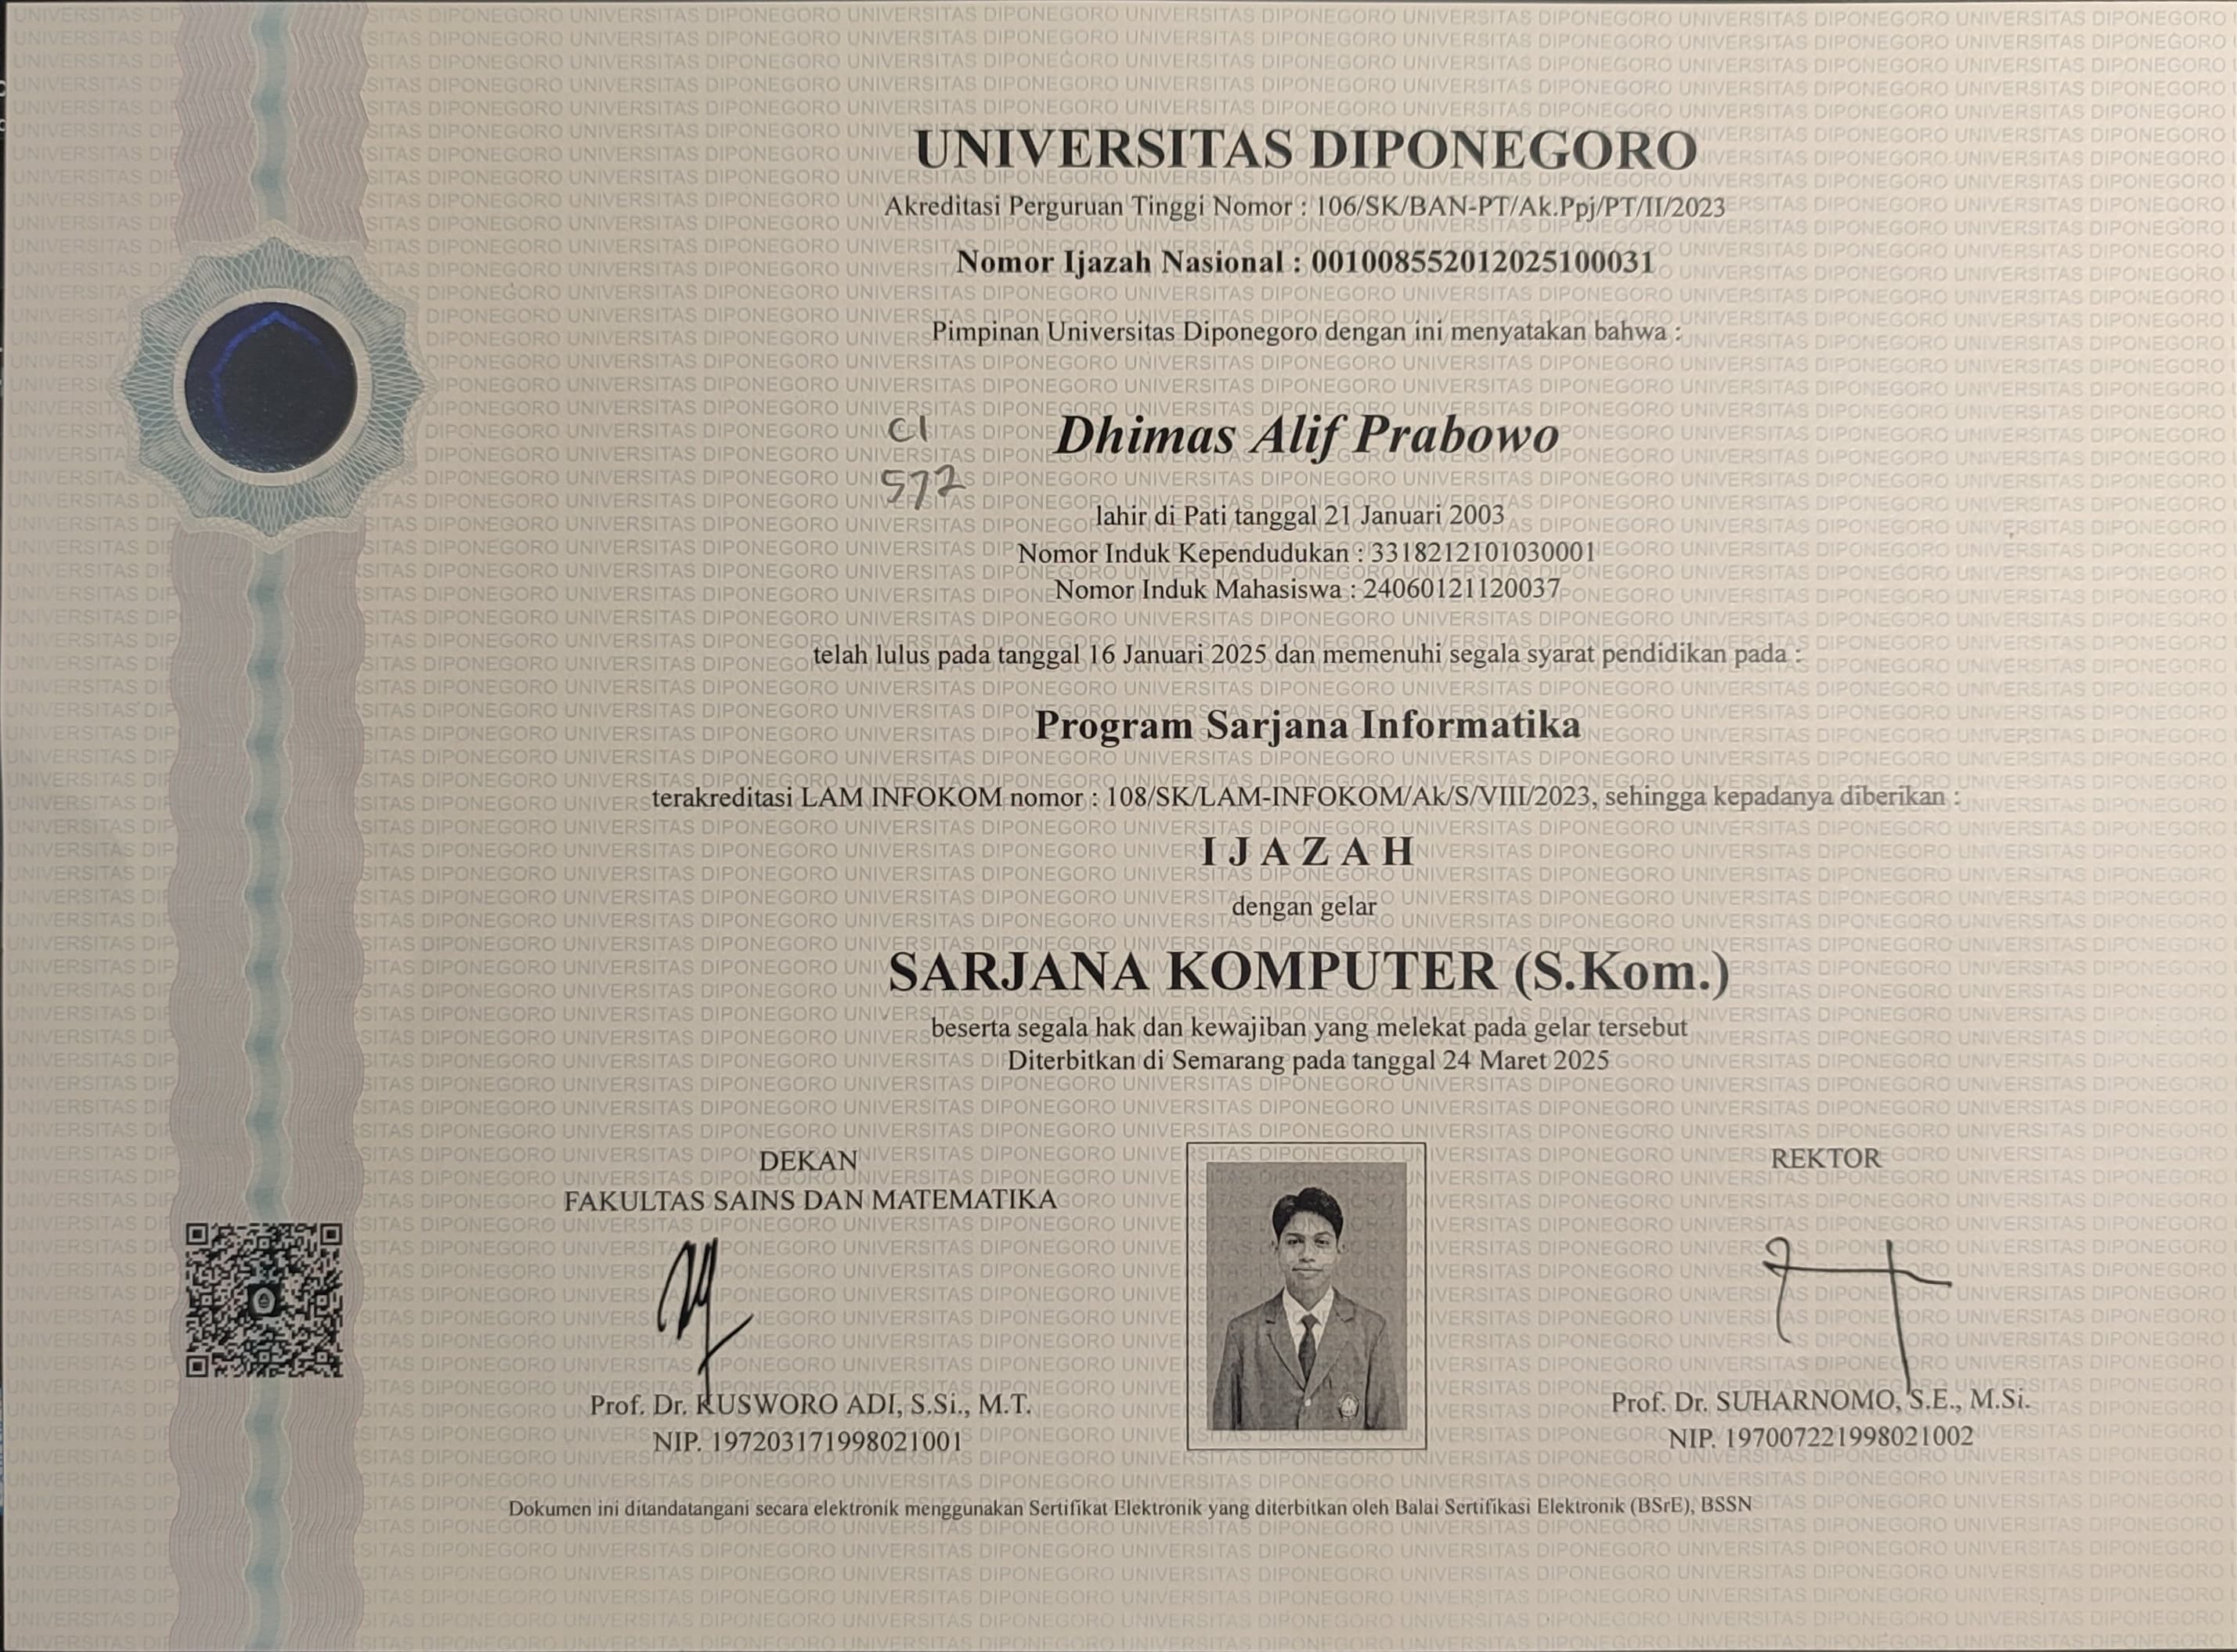 UNIVERSITAS DIPONEGORO
Akreditasi Perguruan Tinggi Nomor : 106/SK/BAN-PT/Ak.Ppj/PT/II/2023
Nomor Ijazah Nasional : 001008552012025100031
Pimpinan Universitas Diponegoro dengan ini menyatakan bahwa :
C1
572
Dhimas Alif Prabowo
lahir di Pati tanggal 21 Januari 2003
Nomor Induk Kependudukan : 3318212101030001
Nomor Induk Mahasiswa : 24060121120037
telah lulus pada tanggal 16 Januari 2025 dan memenuhi segala syarat pendidikan pada :
Program Sarjana Informatika
terakreditasi LAM INFOKOM nomor : 108/SK/LAM-INFOKOM/Ak/S/VIII/2023, sehingga kepadanya diberikan :
I J A Z A H
dengan gelar
SARJANA KOMPUTER (S.Kom.)
beserta segala hak dan kewajiban yang melekat pada gelar tersebut
Diterbitkan di Semarang pada tanggal 24 Maret 2025
DEKAN
FAKULTAS SAINS DAN MATEMATIKA
Prof. Dr. KUSWORO ADI, S.Si., M.T.
NIP. 197203171998021001
REKTOR
Prof. Dr. SUHARNOMO, S.E., M.Si.
NIP. 197007221998021002
Dokumen ini ditandatangani secara elektronik menggunakan Sertifikat Elektronik yang diterbitkan oleh Balai Sertifikasi Elektronik (BSrE), BSSN